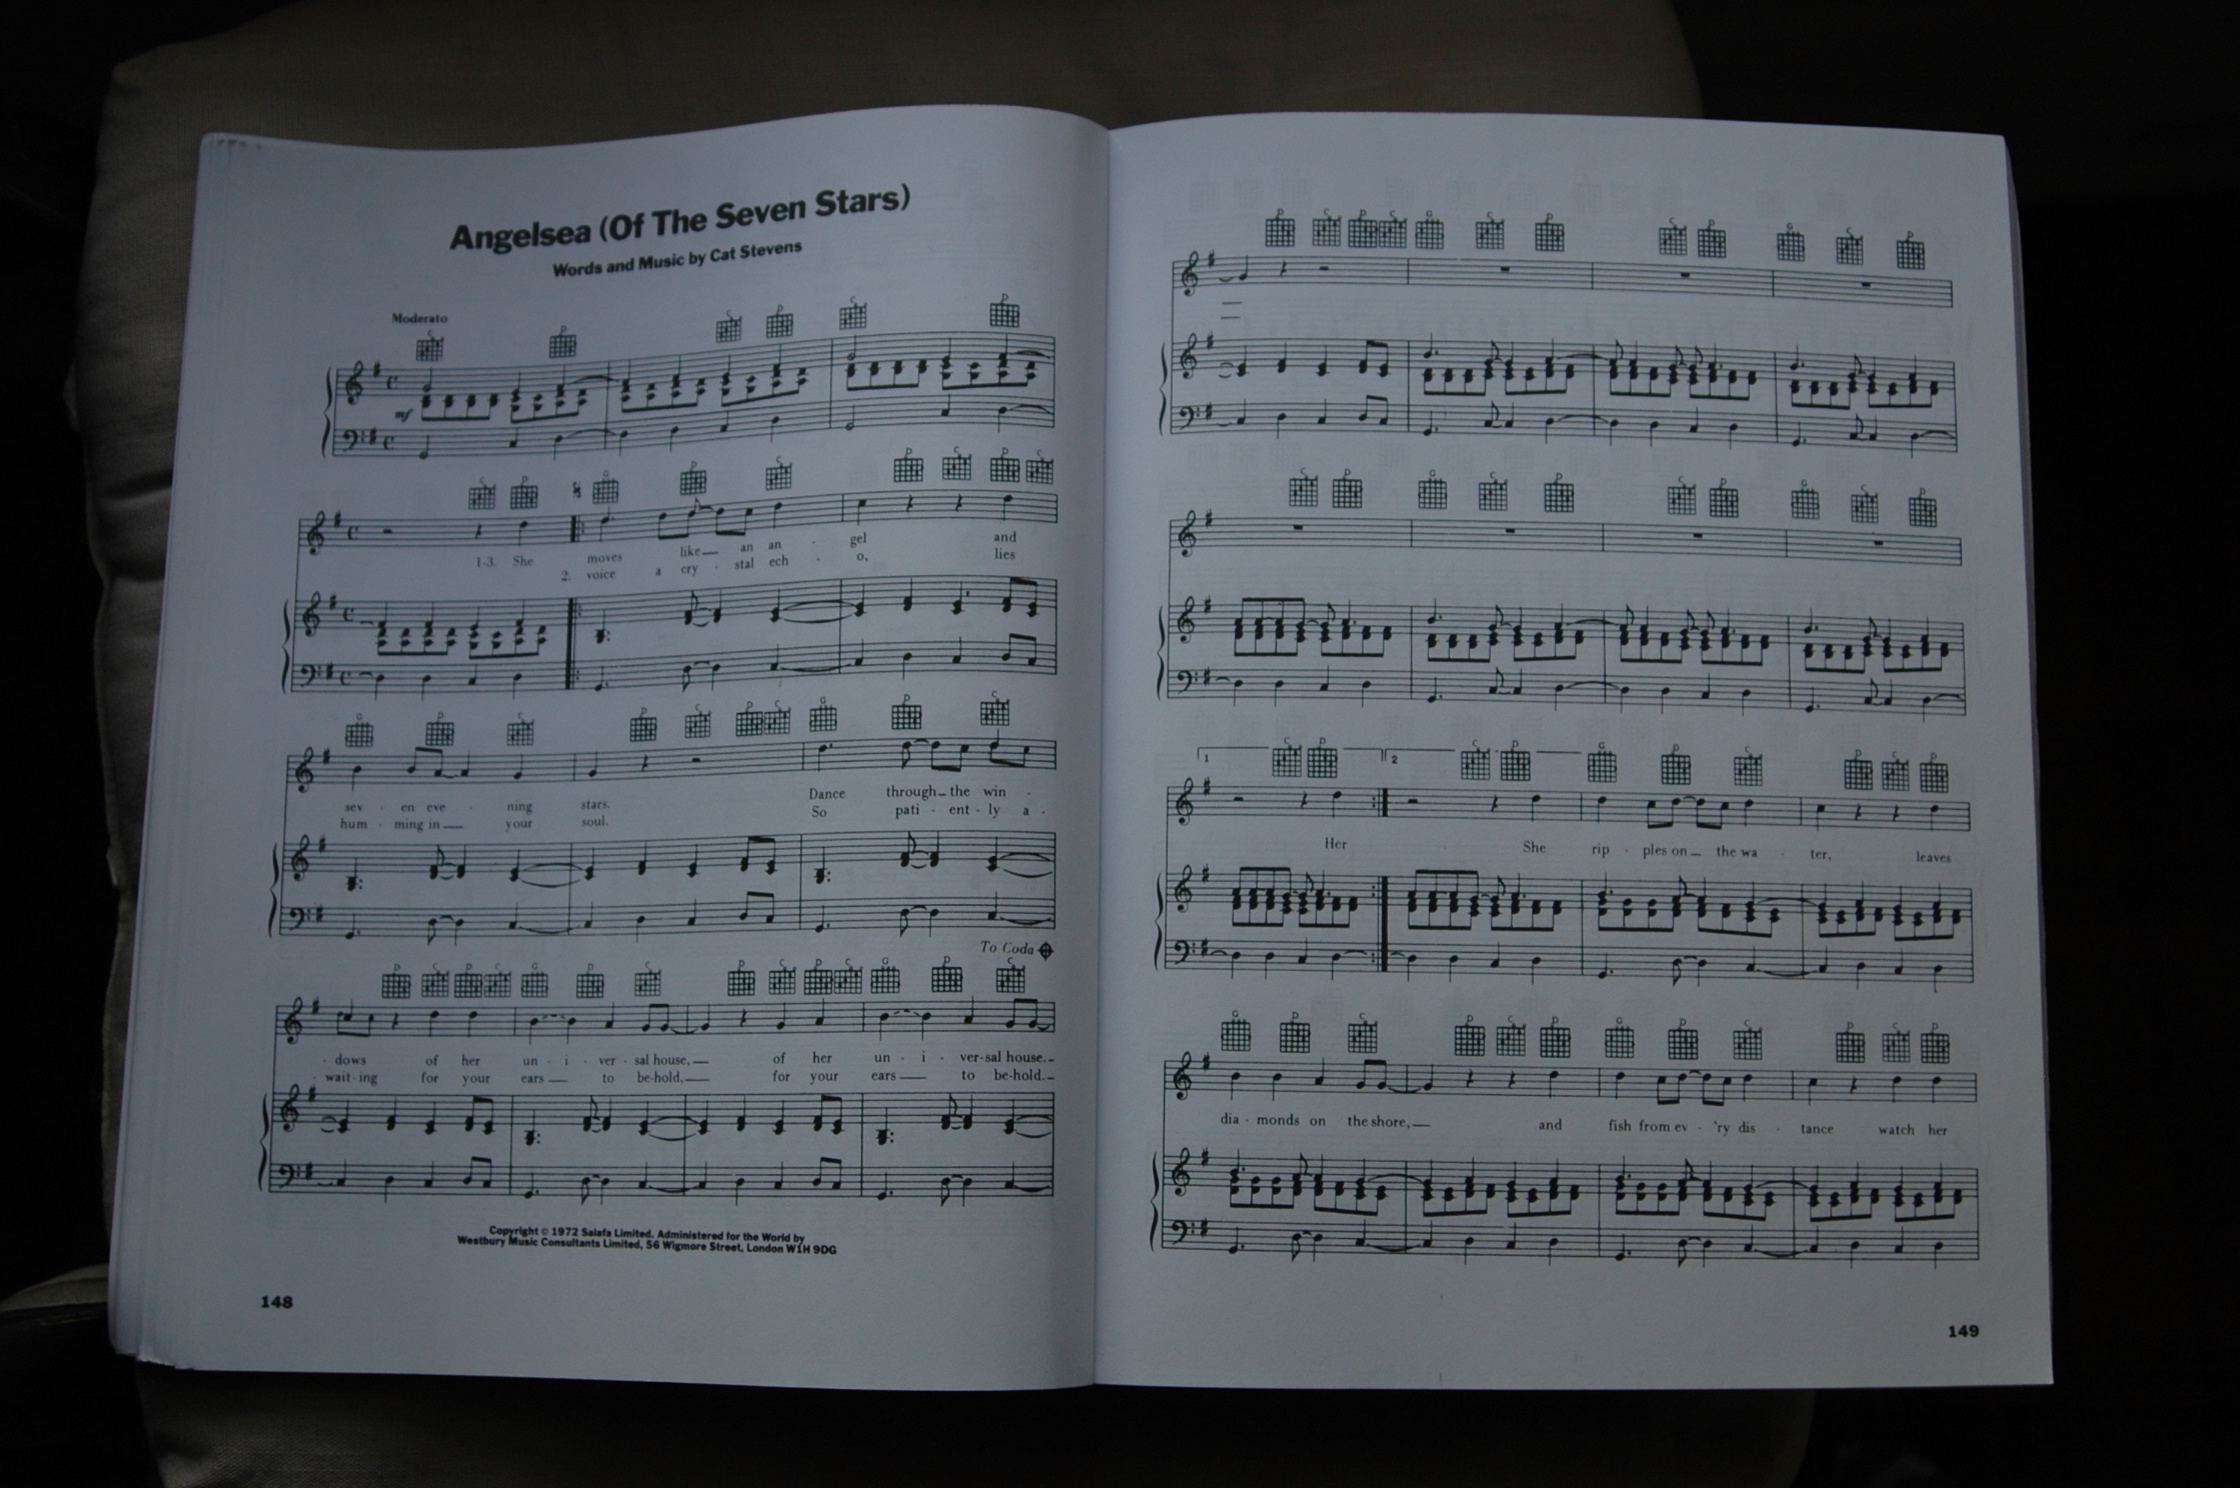 Angelsea (Of The Seven Stars)
Words and Music by Cat Stevens
Moderato
C D C D C D
mf
C D G D C D C D C
1-3. She moves like an an - gel and
2. voice a cry - stal ech - o, lies
G D C D C D C G D C
sev - en eve - ning stars. Dance through the win -
hum - ming in your soul. So pati - ent - ly a -
To Coda
D C D C G D C D C D C G D C
- dows of her un - i - ver - sal house, of her un - i - ver-sal house.
- wait-ing for your ears to be-hold, for your ears to be-hold.
Copyright © 1972 Salafa Limited. Administered for the World by
Westbury Music Consultants Limited, 56 Wigmore Street, London W1H 9DG
148
D C D C G C D C D G C D
C D G C D C D G C D
1 C D 2 C D G D C D C D
Her She rip - ples on the wa - ter, leaves
G D C D C D G D C D C D
dia - monds on the shore, and fish from ev - 'ry dis - tance watch her
149